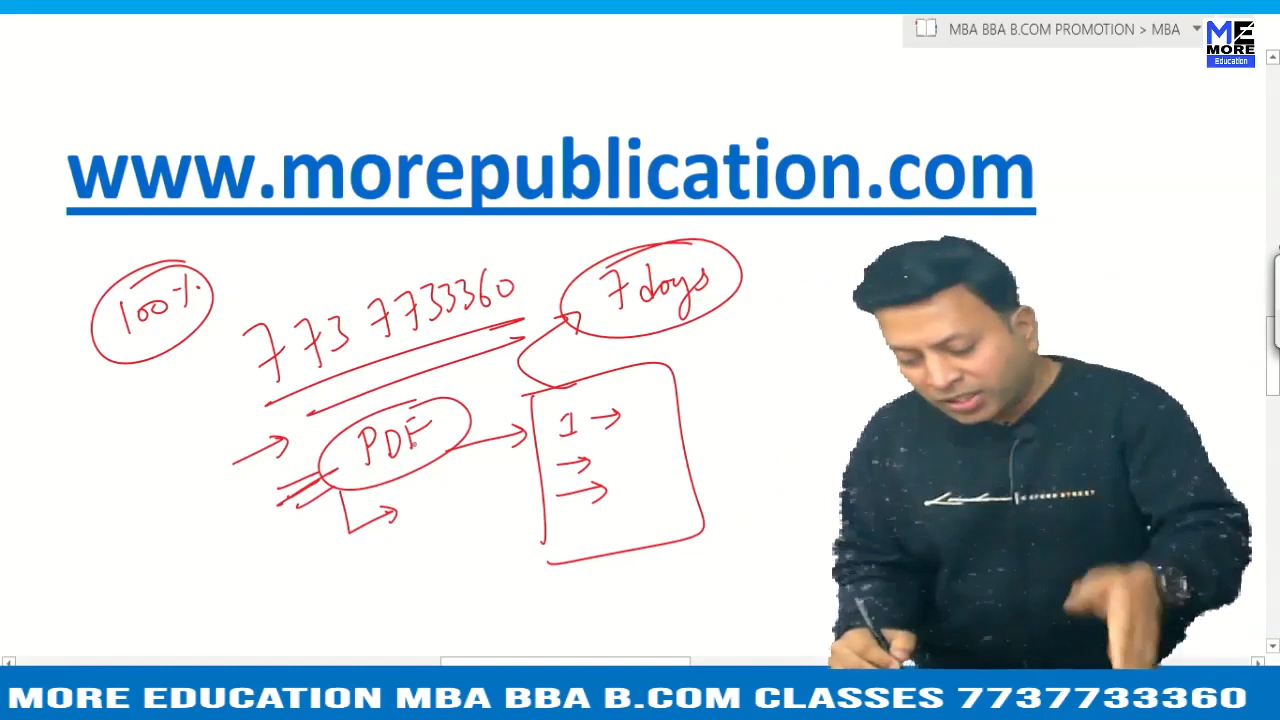 MBA BBA B.COM PROMOTION > MBA
ME
MORE
Education
www.morepublication.com
100%
773 7733360
7 days
PDF
1 →
MORE EDUCATION MBA BBA B.COM CLASSES 7737733360